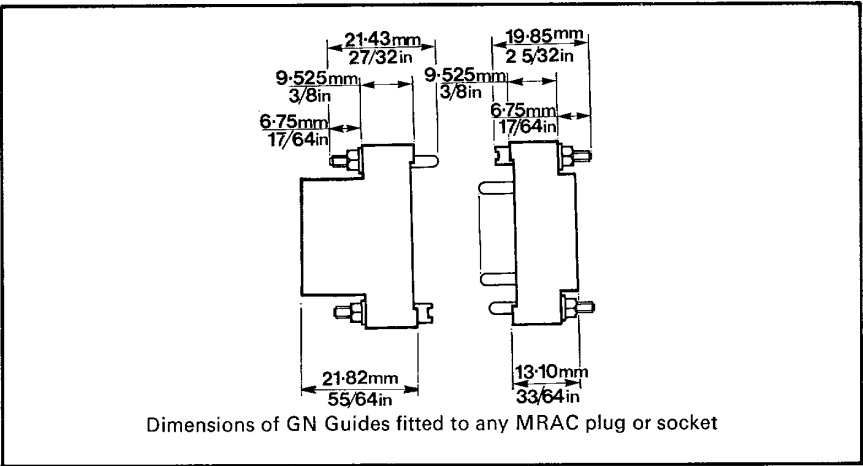 21·43mm
27/32in
19·85mm
2 5/32in
9·525mm
3/8in
9·525mm
3/8in
6·75mm
17/64in
6·75mm
17/64in
21·82mm
55/64in
13·10mm
33/64in
Dimensions of GN Guides fitted to any MRAC plug or socket